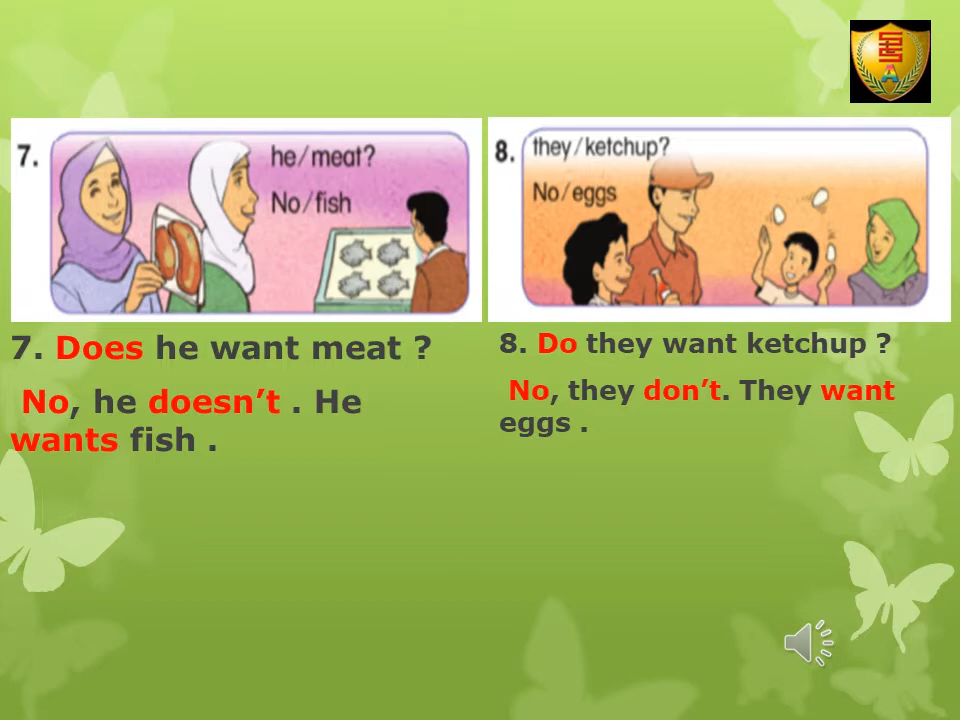 7.
he/meat?
No/fish
8.
they/ketchup?
No/eggs
7. Does he want meat ?
No, he doesn’t . He
wants fish .
8. Do they want ketchup ?
No, they don’t. They want
eggs .